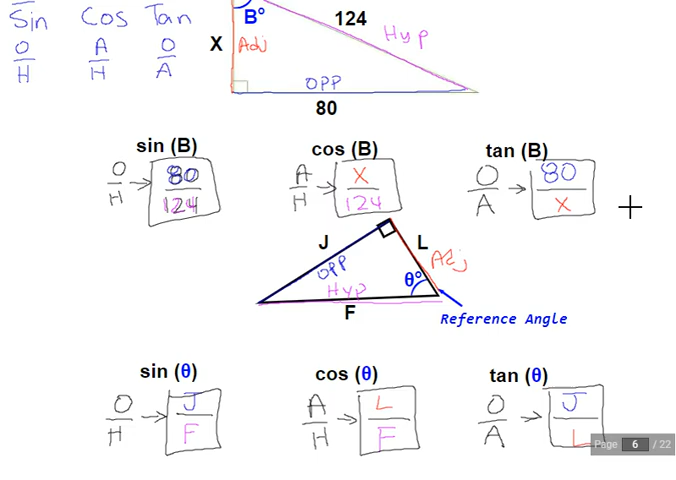 Sin Cos Tan
O/H A/H O/A
B°
124
Hyp
X Adj
OPP
80
sin (B) cos (B) tan (B)
O/H → 80/124 A/H → X/124 O/A → 80/X
J L
OPP Adj
Hyp θ°
F
Reference Angle
sin (θ) cos (θ) tan (θ)
O/H → J/F A/H → L/F O/A → J/L
Page 6 / 22